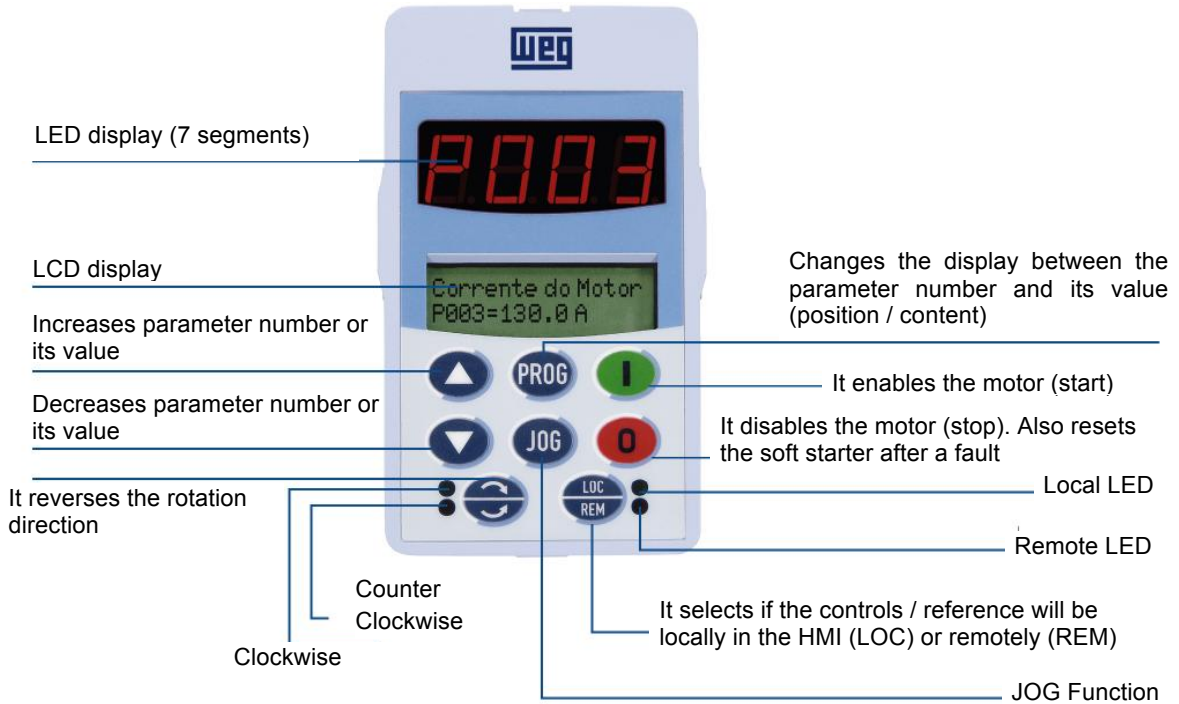 weg
LED display (7 segments)
P003
LCD display
Corrente do Motor
P003=130.0 A
Changes the display between the
parameter number and its value
(position / content)
Increases parameter number or
its value
PROG
I
It enables the motor (start)
Decreases parameter number or
its value
JOG
0
It disables the motor (stop). Also resets
the soft starter after a fault
It reverses the rotation
direction
LOC
REM
Local LED
Remote LED
Counter
Clockwise
Clockwise
It selects if the controls / reference will be
locally in the HMI (LOC) or remotely (REM)
JOG Function